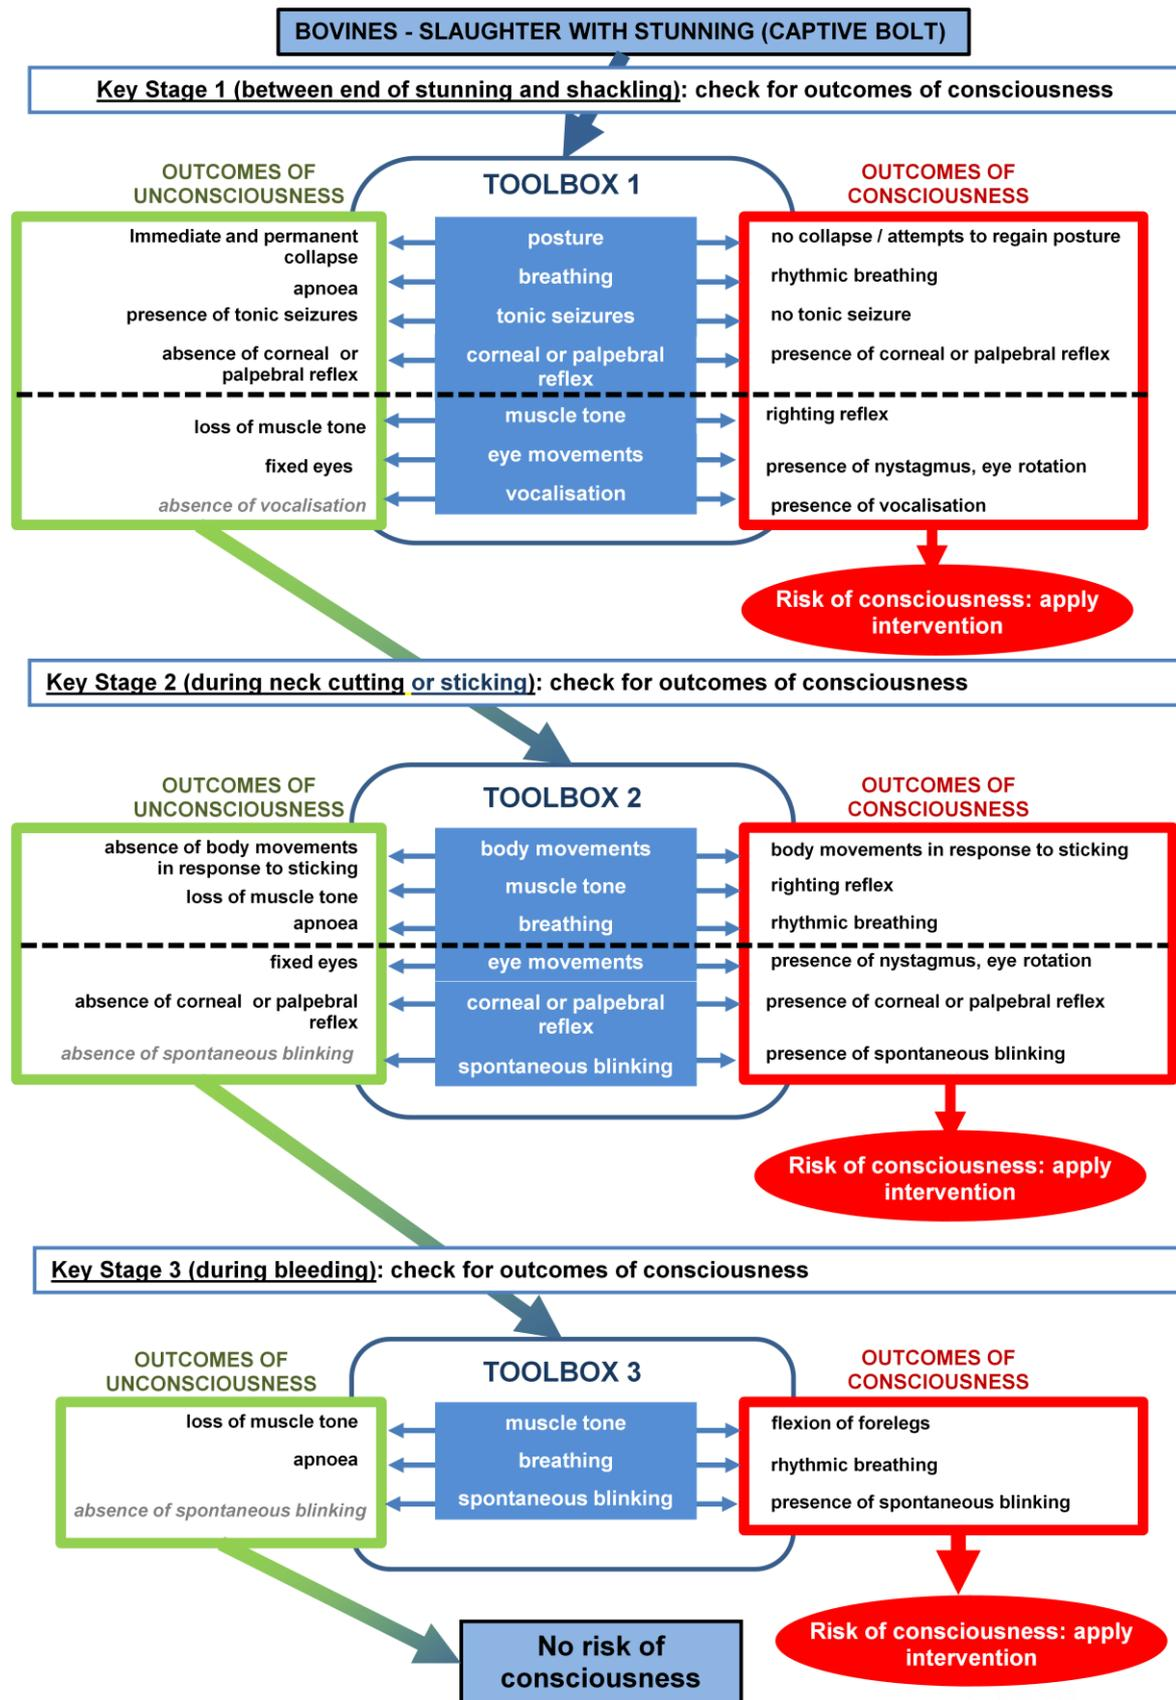 BOVINES - SLAUGHTER WITH STUNNING (CAPTIVE BOLT)
Key Stage 1 (between end of stunning and shackling): check for outcomes of consciousness
OUTCOMES OF
UNCONSCIOUSNESS
TOOLBOX 1
OUTCOMES OF
CONSCIOUSNESS
Immediate and permanent
collapse
posture
no collapse / attempts to regain posture
apnoea
breathing
rhythmic breathing
presence of tonic seizures
tonic seizures
no tonic seizure
absence of corneal or
palpebral reflex
corneal or palpebral
reflex
presence of corneal or palpebral reflex
loss of muscle tone
muscle tone
righting reflex
fixed eyes
eye movements
presence of nystagmus, eye rotation
absence of vocalisation
vocalisation
presence of vocalisation
Risk of consciousness: apply
intervention
Key Stage 2 (during neck cutting or sticking): check for outcomes of consciousness
OUTCOMES OF
UNCONSCIOUSNESS
TOOLBOX 2
OUTCOMES OF
CONSCIOUSNESS
absence of body movements
in response to sticking
body movements
body movements in response to sticking
loss of muscle tone
muscle tone
righting reflex
apnoea
breathing
rhythmic breathing
fixed eyes
eye movements
presence of nystagmus, eye rotation
absence of corneal or palpebral
reflex
corneal or palpebral
reflex
presence of corneal or palpebral reflex
absence of spontaneous blinking
spontaneous blinking
presence of spontaneous blinking
Risk of consciousness: apply
intervention
Key Stage 3 (during bleeding): check for outcomes of consciousness
OUTCOMES OF
UNCONSCIOUSNESS
TOOLBOX 3
OUTCOMES OF
CONSCIOUSNESS
loss of muscle tone
muscle tone
flexion of forelegs
apnoea
breathing
rhythmic breathing
absence of spontaneous blinking
spontaneous blinking
presence of spontaneous blinking
Risk of consciousness: apply
intervention
No risk of
consciousness